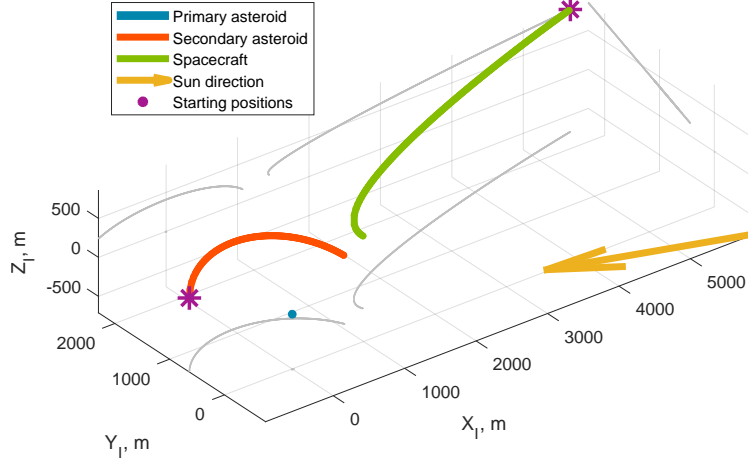 Primary asteroid
Secondary asteroid
Spacecraft
Sun direction
Starting positions
500
0
-500
Z_I, m
2000
1000
0
Y_I, m
0
1000
2000
3000
4000
5000
X_I, m